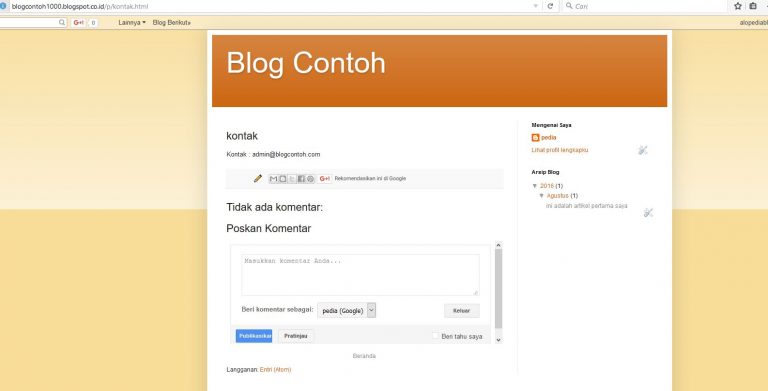 blogcontoh1000.blogspot.co.id/p/kontak.html
Cari
G+1 0
Lainnya
Blog Berikut»
alopediabl
Blog Contoh
kontak
Kontak : admin@blogcontoh.com
G+1 Rekomendasikan ini di Google
Tidak ada komentar:
Poskan Komentar
Masukkan komentar Anda...
Beri komentar sebagai:
pedia (Google)
Keluar
Publikasikan
Pratinjau
Beri tahu saya
Beranda
Langganan: Entri (Atom)
Mengenai Saya
pedia
Lihat profil lengkapku
Arsip Blog
▼ 2016 (1)
▼ Agustus (1)
ini adalah artikel pertama saya